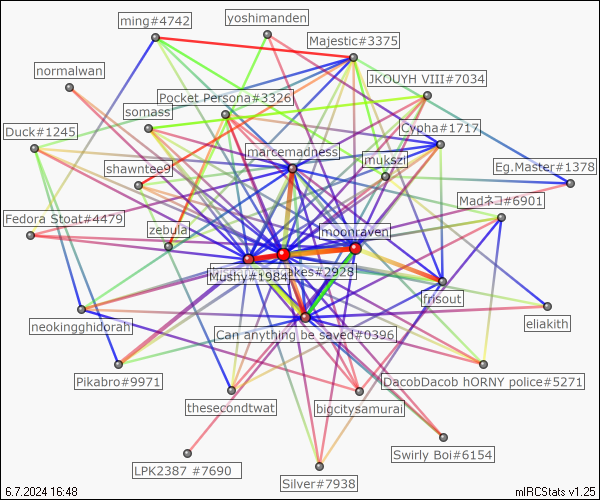 ming#4742
yoshimanden
Majestic#3375
normalwan
JKOUYH VIII#7034
Pocket Persona#3326
somass
Duck#1245
Cypha#1717
marcemadness
mukszi
shawntee9
Eg.Master#1378
Madネコ#6901
Fedora Stoat#4479
zebula
moonraven
Mushy#1984
akes#2928
frisout
neokingghidorah
Can anything be saved#0396
eliakith
Pikabro#9971
DacobDacob hORNY police#5271
thesecondtwat
bigcitysamurai
Swirly Boi#6154
LPK2387 #7690
Silver#7938
6.7.2024 16:48
mIRCStats v1.25